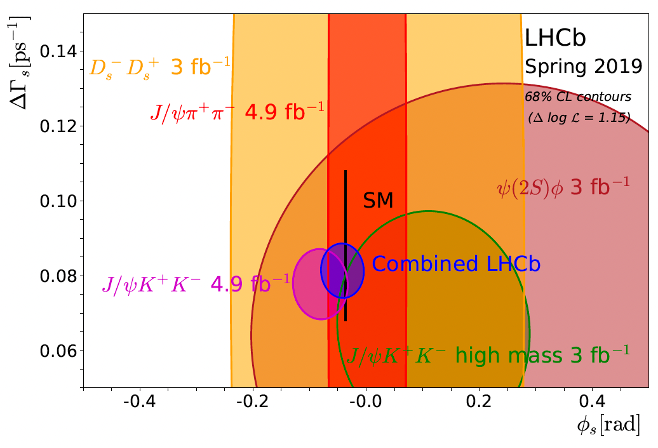 ΔΓ_s[ps⁻¹]
0.14
0.12
0.10
0.08
0.06
LHCb
Spring 2019
68% CL contours
(Δ log ℒ = 1.15)
D_s⁻D_s⁺ 3 fb⁻¹
J/ψπ⁺π⁻ 4.9 fb⁻¹
ψ(2S)ϕ 3 fb⁻¹
SM
Combined LHCb
J/ψK⁺K⁻ 4.9 fb⁻¹
J/ψK⁺K⁻ high mass 3 fb⁻¹
-0.4
-0.2
-0.0
0.2
0.4
ϕ_s[rad]